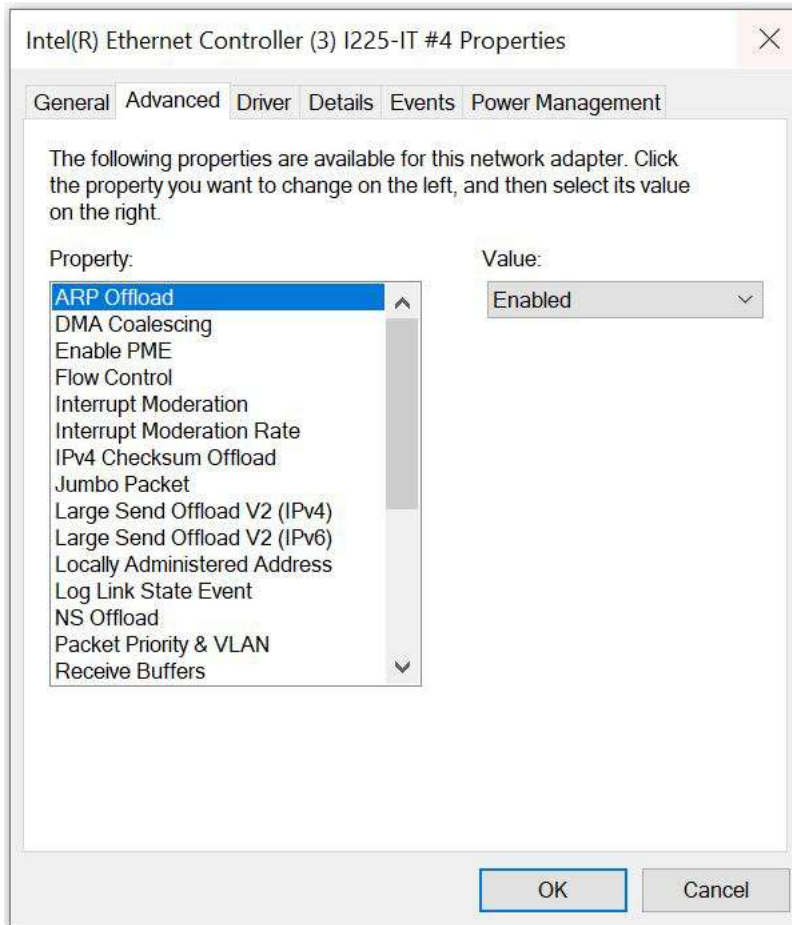 Intel(R) Ethernet Controller (3) I225-IT #4 Properties
General Advanced Driver Details Events Power Management
The following properties are available for this network adapter. Click
the property you want to change on the left, and then select its value
on the right.
Property:
Value:
ARP Offload
Enabled
DMA Coalescing
Enable PME
Flow Control
Interrupt Moderation
Interrupt Moderation Rate
IPv4 Checksum Offload
Jumbo Packet
Large Send Offload V2 (IPv4)
Large Send Offload V2 (IPv6)
Locally Administered Address
Log Link State Event
NS Offload
Packet Priority & VLAN
Receive Buffers
OK
Cancel